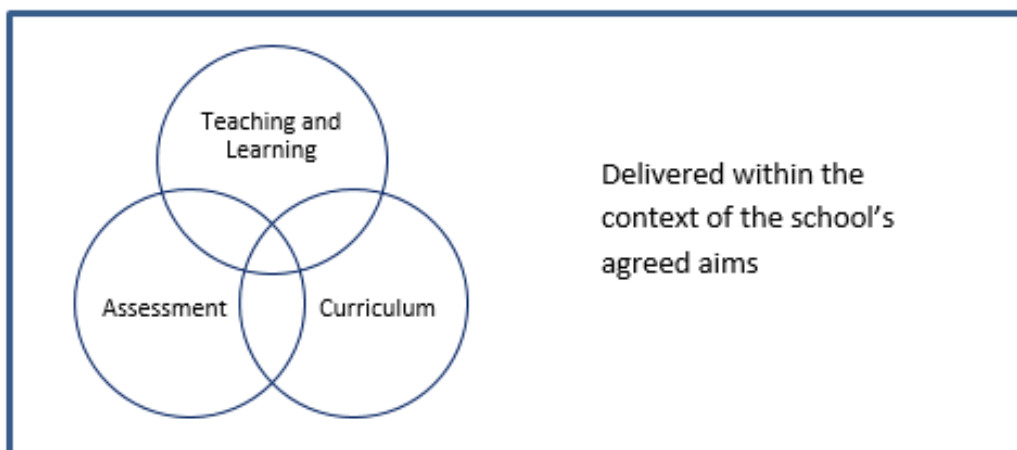 Teaching and
Learning
Assessment
Curriculum
Delivered within the
context of the school’s
agreed aims